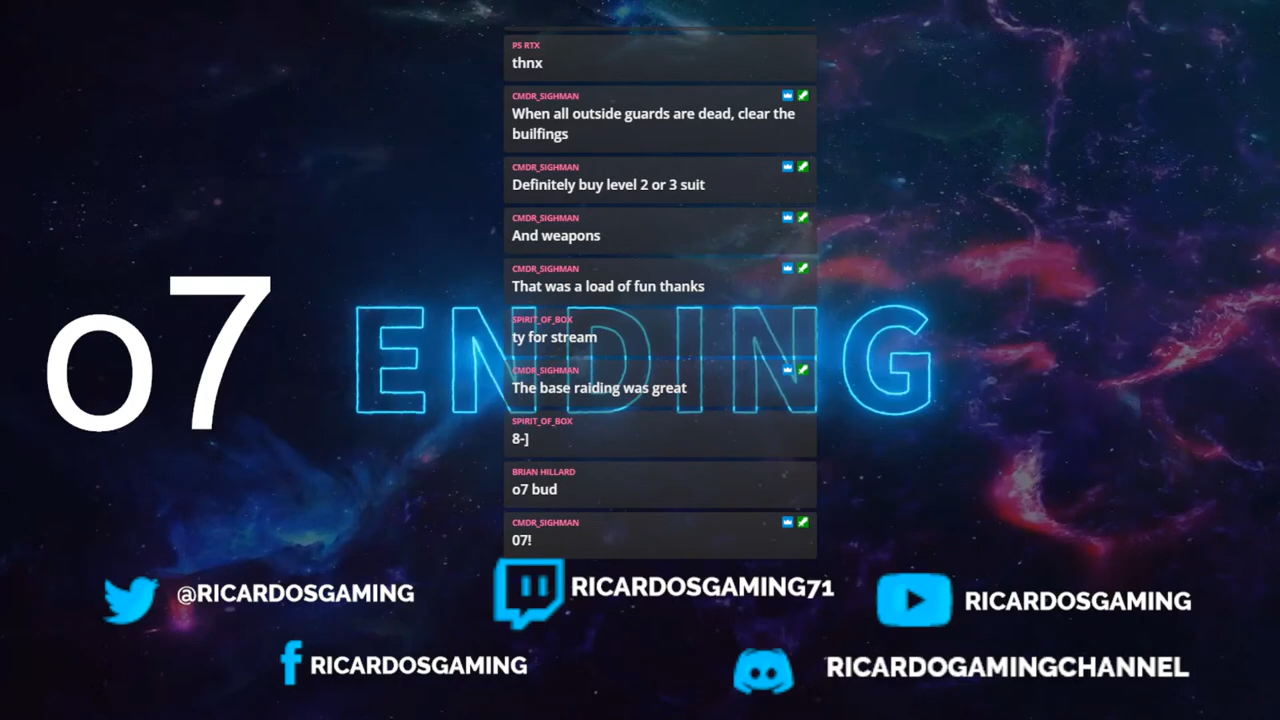 PS RTX
thnx
CMDR_SIGHMAN
When all outside guards are dead, clear the
builfings
CMDR_SIGHMAN
Definitely buy level 2 or 3 suit
CMDR_SIGHMAN
And weapons
CMDR_SIGHMAN
That was a load of fun thanks
o7
ENDING
SPIRIT_OF_BOX
ty for stream
CMDR_SIGHMAN
The base raiding was great
SPIRIT_OF_BOX
8-]
BRIAN HILLARD
o7 bud
CMDR_SIGHMAN
07!
@RICARDOSGAMING
RICARDOSGAMING71
RICARDOSGAMING
RICARDOSGAMING
RICARDOGAMINGCHANNEL